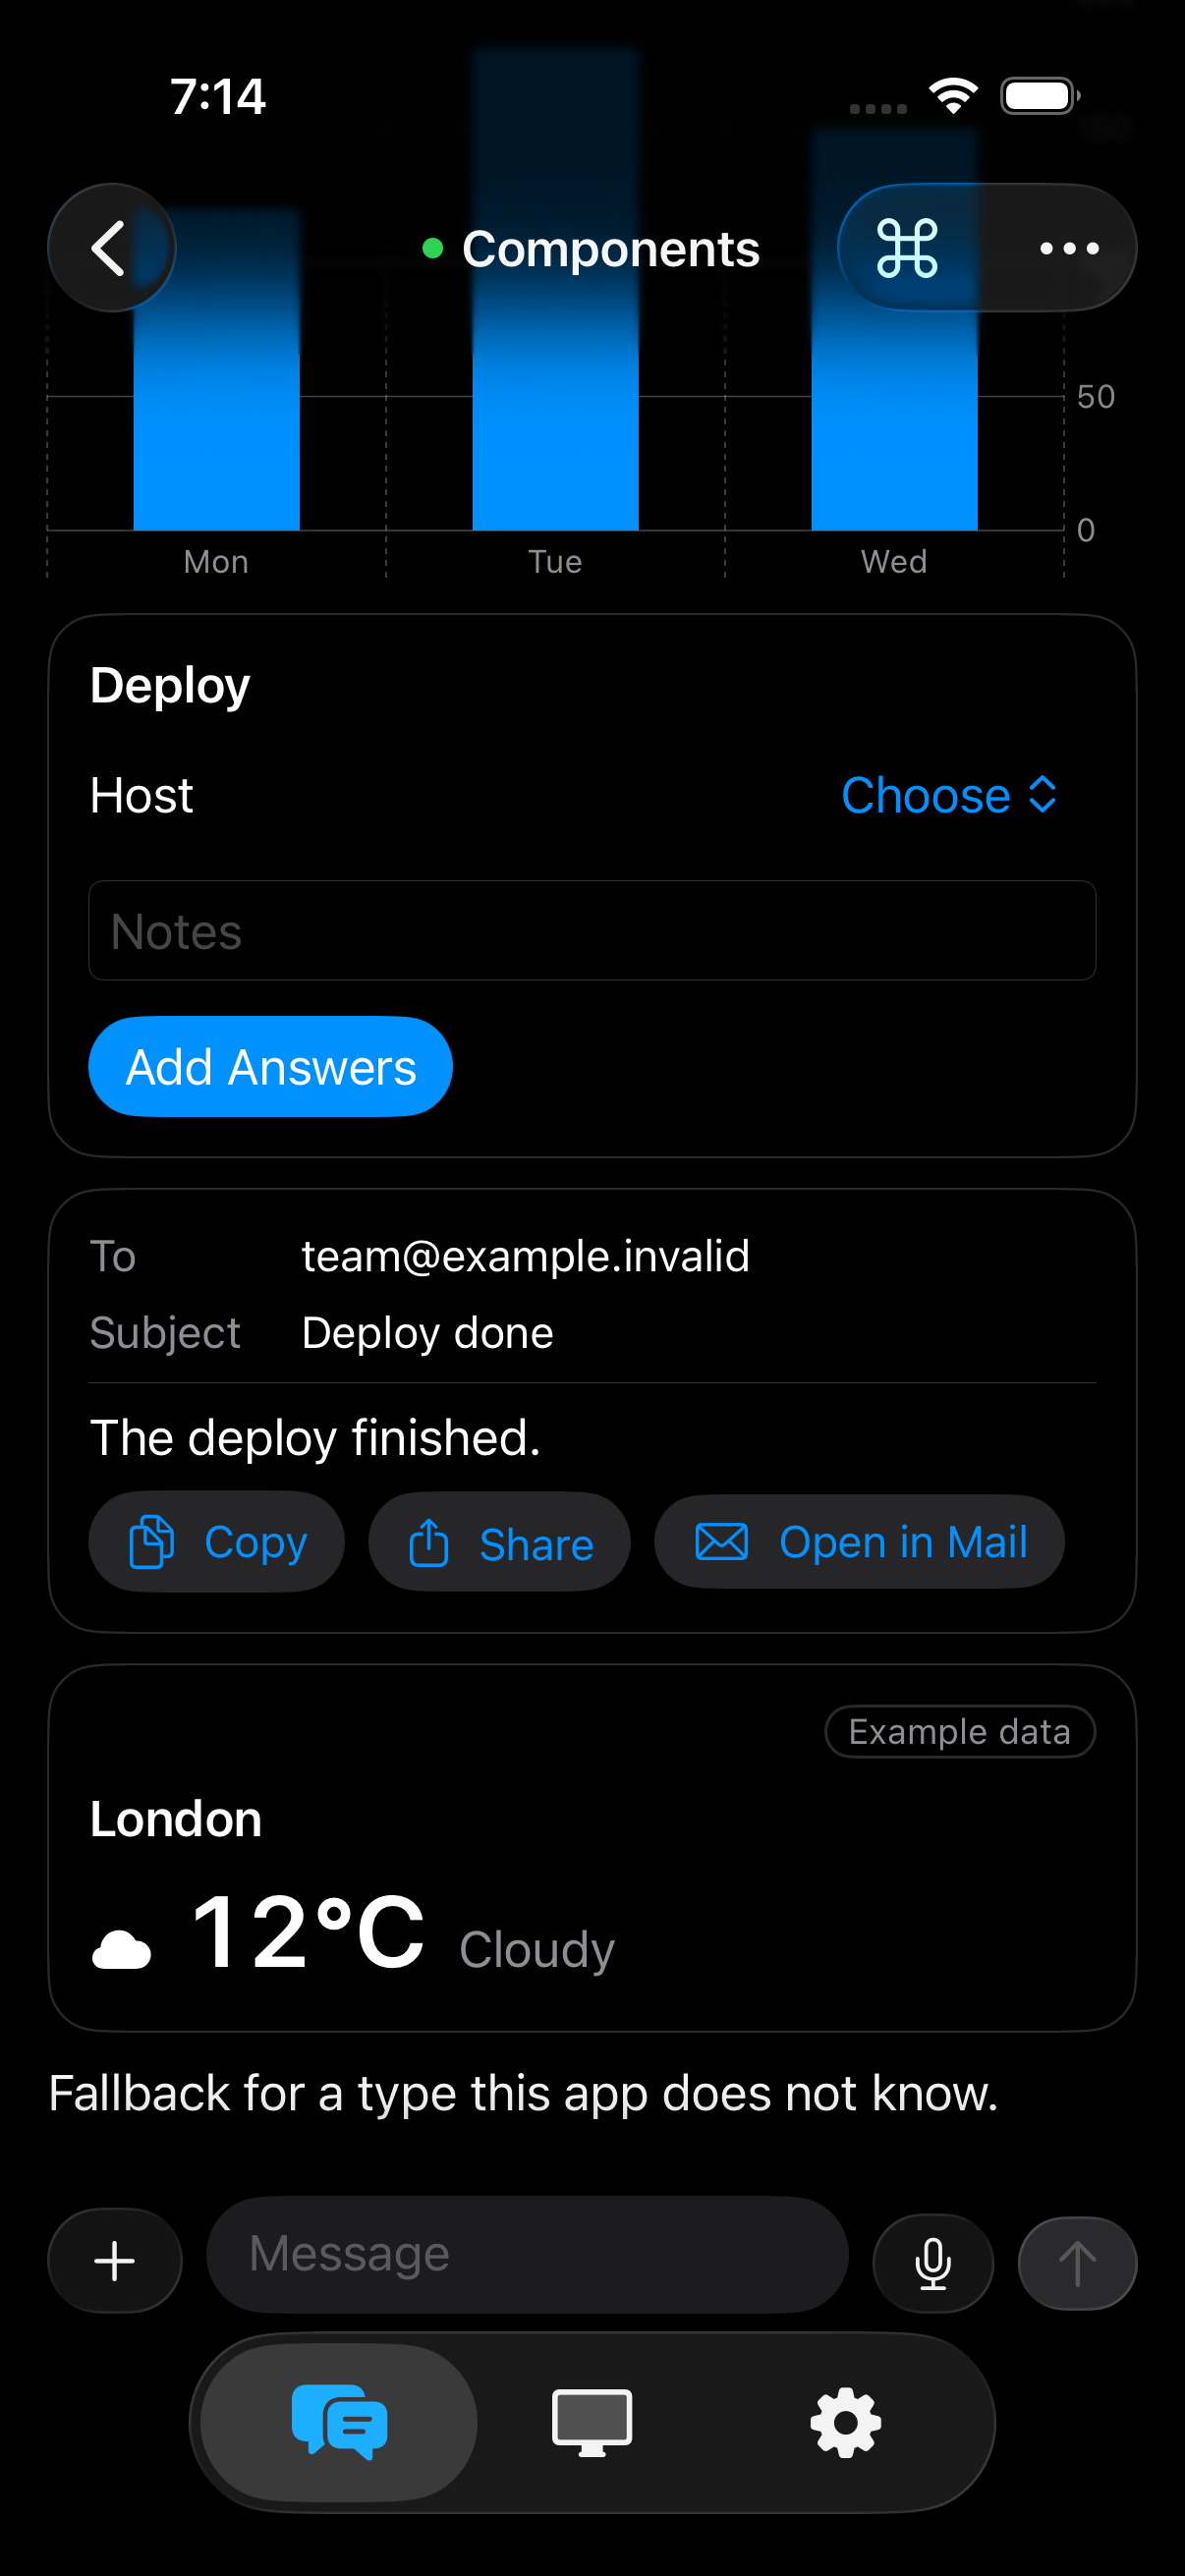 7:14
Components
50
0
Mon Tue Wed
Deploy
Host Choose
Notes
Add Answers
To team@example.invalid
Subject Deploy done
The deploy finished.
Copy Share Open in Mail
Example data
London
12°C Cloudy
Fallback for a type this app does not know.
Message